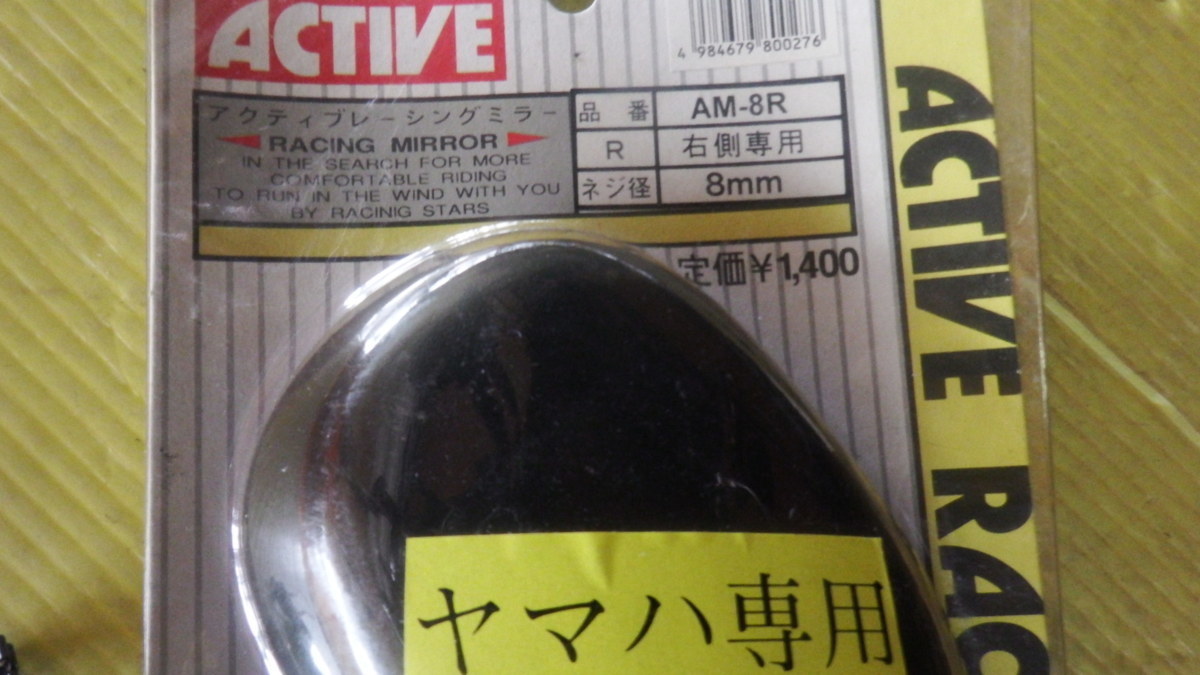 ACTIVE
4 984679 800276
アクティブレーシングミラー
RACING MIRROR
IN THE SEARCH FOR MORE
COMFORTABLE RIDING
TO RUN IN THE WIND WITH YOU
BY RACINIG STARS
品番 AM-8R
R 右側専用
ネジ径 8mm
定価¥1,400
ACTIVE RAC
ヤマハ専用